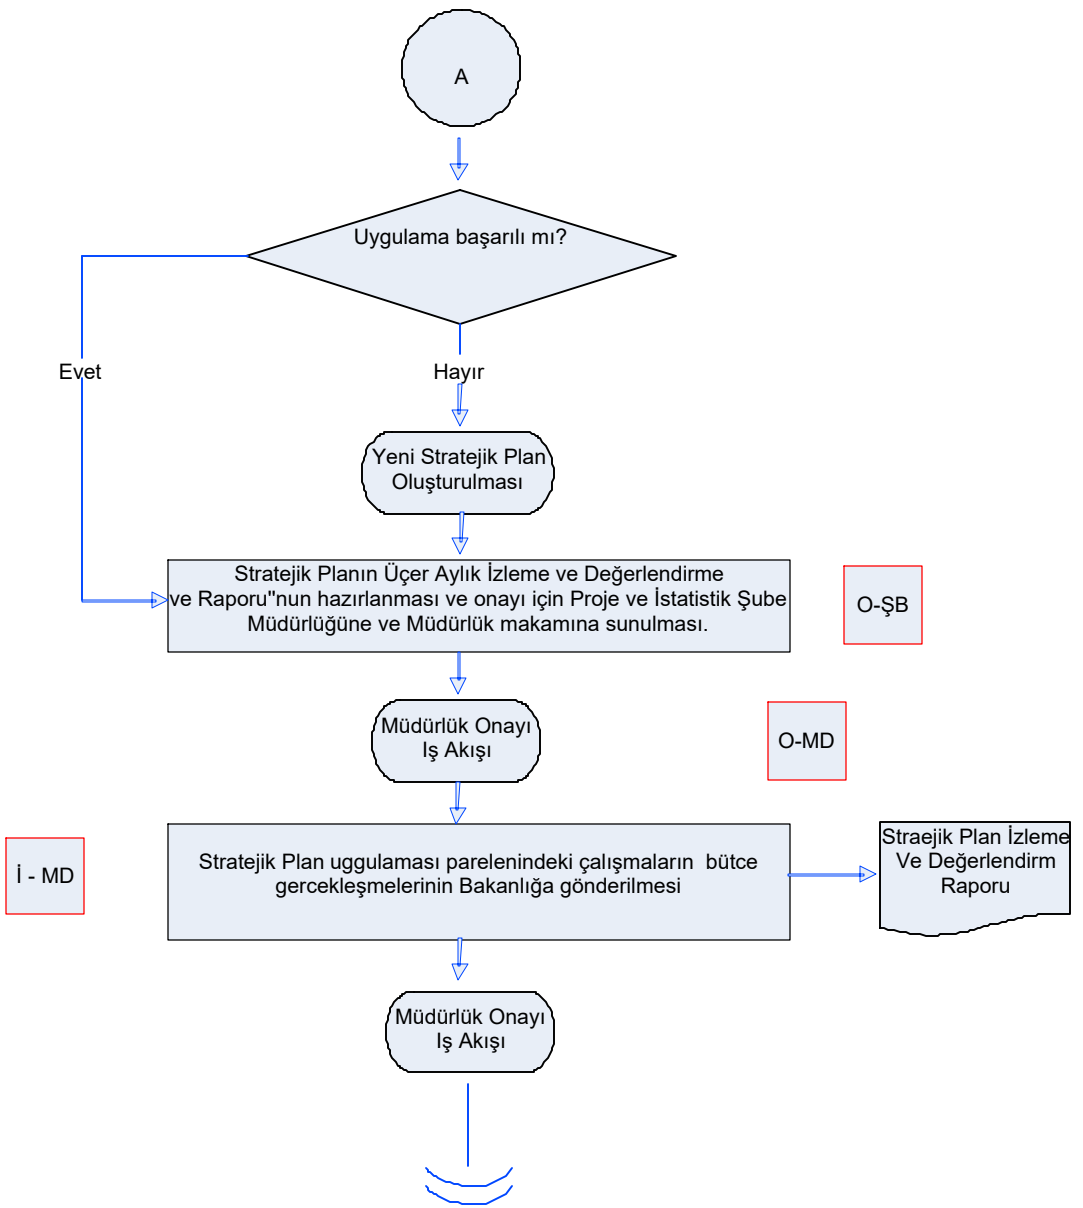 A
Uygulama başarılı mı?
Evet
Hayır
Yeni Stratejik Plan
Oluşturulması
Stratejik Planın Üçer Aylık İzleme ve Değerlendirme
ve Raporu"nun hazırlanması ve onayı için Proje ve İstatistik Şube
Müdürlüğüne ve Müdürlük makamına sunulması.
O-ŞB
Müdürlük Onayı
Iş Akışı
O-MD
İ - MD
Stratejik Plan uggulaması parelenindeki çalışmaların  bütce
gercekleşmelerinin Bakanlığa gönderilmesi
Straejik Plan İzleme
Ve Değerlendirm
Raporu
Müdürlük Onayı
Iş Akışı